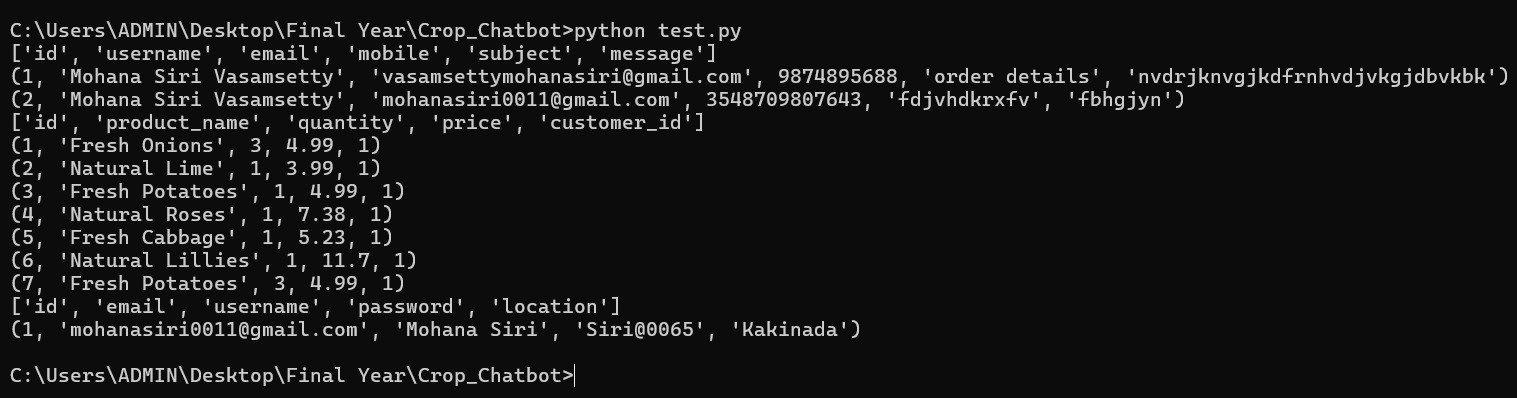 C:\Users\ADMIN\Desktop\Final Year\Crop_Chatbot>python test.py
['id', 'username', 'email', 'mobile', 'subject', 'message']
(1, 'Mohana Siri Vasamsetty', 'vasamsettymohanasiri@gmail.com', 9874895688, 'order details', 'nvdrjknvgjkdfrnhvdjvkgjdbvkbk')
(2, 'Mohana Siri Vasamsetty', 'mohanasiri0011@gmail.com', 3548709807643, 'fdjvhdkrxfv', 'fbhgjyn')
['id', 'product_name', 'quantity', 'price', 'customer_id']
(1, 'Fresh Onions', 3, 4.99, 1)
(2, 'Natural Lime', 1, 3.99, 1)
(3, 'Fresh Potatoes', 1, 4.99, 1)
(4, 'Natural Roses', 1, 7.38, 1)
(5, 'Fresh Cabbage', 1, 5.23, 1)
(6, 'Natural Lillies', 1, 11.7, 1)
(7, 'Fresh Potatoes', 3, 4.99, 1)
['id', 'email', 'username', 'password', 'location']
(1, 'mohanasiri0011@gmail.com', 'Mohana Siri', 'Siri@0065', 'Kakinada')
C:\Users\ADMIN\Desktop\Final Year\Crop_Chatbot>